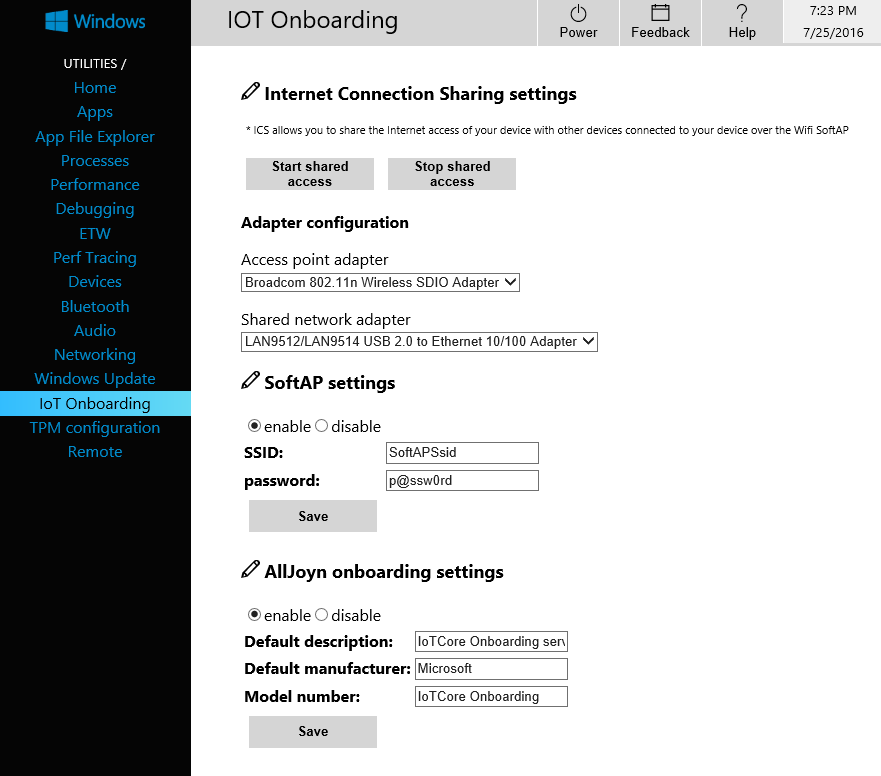 Windows
UTILITIES /
Home
Apps
App File Explorer
Processes
Performance
Debugging
ETW
Perf Tracing
Devices
Bluetooth
Audio
Networking
Windows Update
IoT Onboarding
TPM configuration
Remote
IOT Onboarding
Power
Feedback
Help
7:23 PM
7/25/2016
Internet Connection Sharing settings
* ICS allows you to share the Internet access of your device with other devices connected to your device over the Wifi SoftAP
Start shared
access
Stop shared
access
Adapter configuration
Access point adapter
Broadcom 802.11n Wireless SDIO Adapter
Shared network adapter
LAN9512/LAN9514 USB 2.0 to Ethernet 10/100 Adapter
SoftAP settings
enable disable
SSID: SoftAPSsid
password: p@ssw0rd
Save
AllJoyn onboarding settings
enable disable
Default description: IoTCore Onboarding serv
Default manufacturer: Microsoft
Model number: IoTCore Onboarding
Save